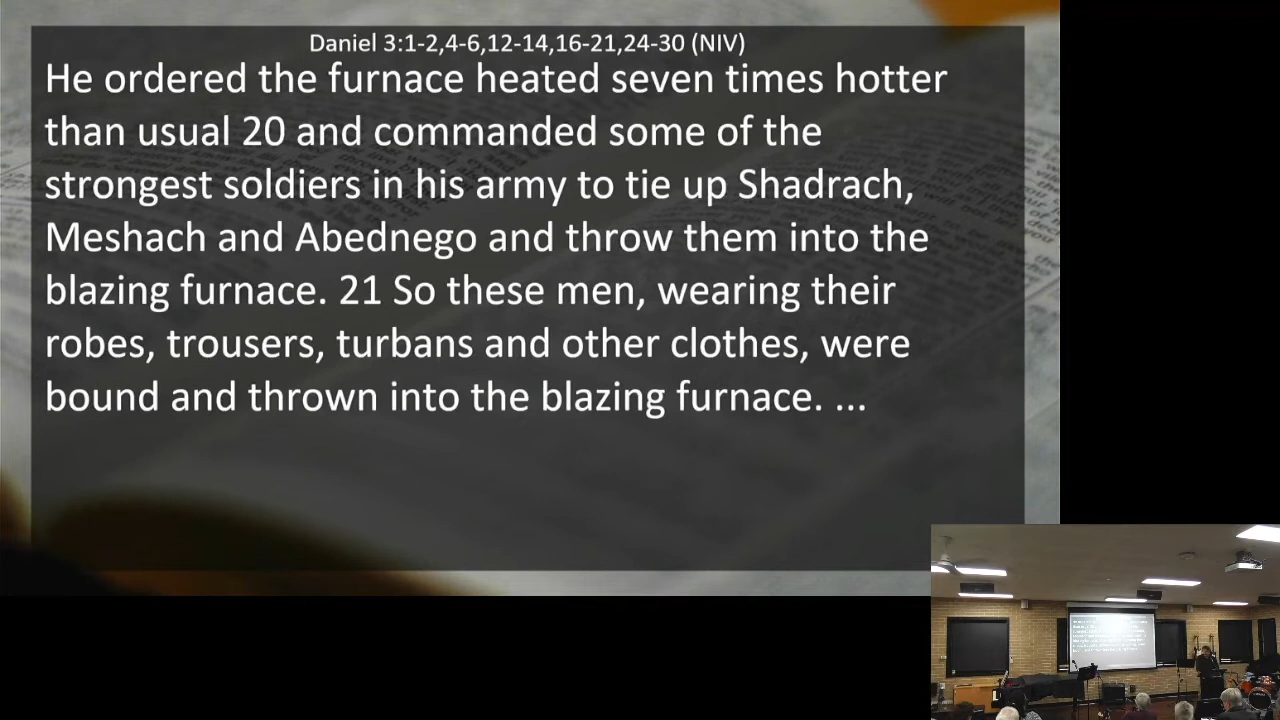 Daniel 3:1-2,4-6,12-14,16-21,24-30 (NIV)
He ordered the furnace heated seven times hotter
than usual 20 and commanded some of the
strongest soldiers in his army to tie up Shadrach,
Meshach and Abednego and throw them into the
blazing furnace. 21 So these men, wearing their
robes, trousers, turbans and other clothes, were
bound and thrown into the blazing furnace. ...